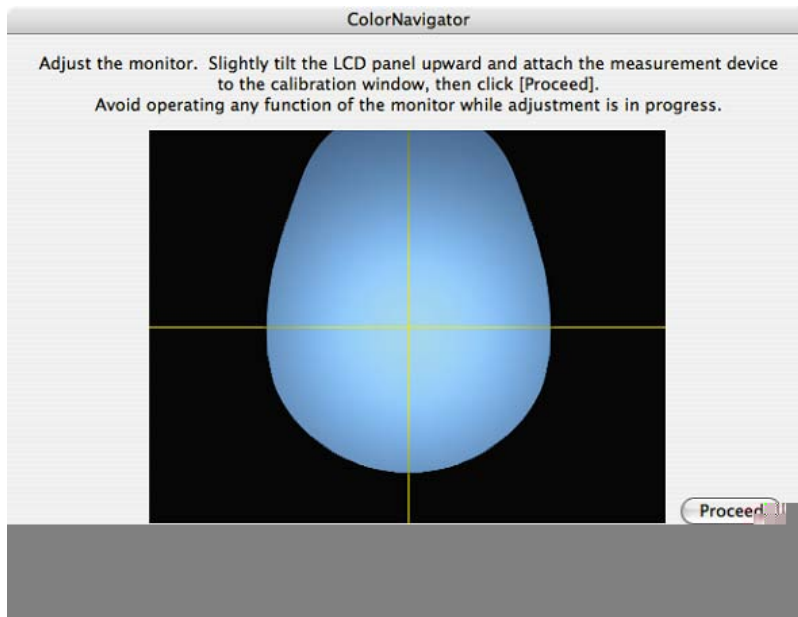 ColorNavigator
Adjust the monitor. Slightly tilt the LCD panel upward and attach the measurement device
to the calibration window, then click [Proceed].
Avoid operating any function of the monitor while adjustment is in progress.
Proceed